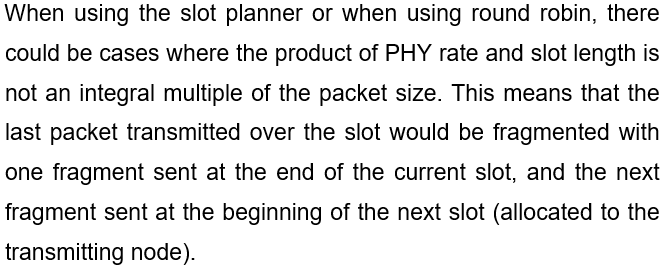 When using the slot planner or when using round robin, there
could be cases where the product of PHY rate and slot length is
not an integral multiple of the packet size. This means that the
last packet transmitted over the slot would be fragmented with
one fragment sent at the end of the current slot, and the next
fragment sent at the beginning of the next slot (allocated to the
transmitting node).